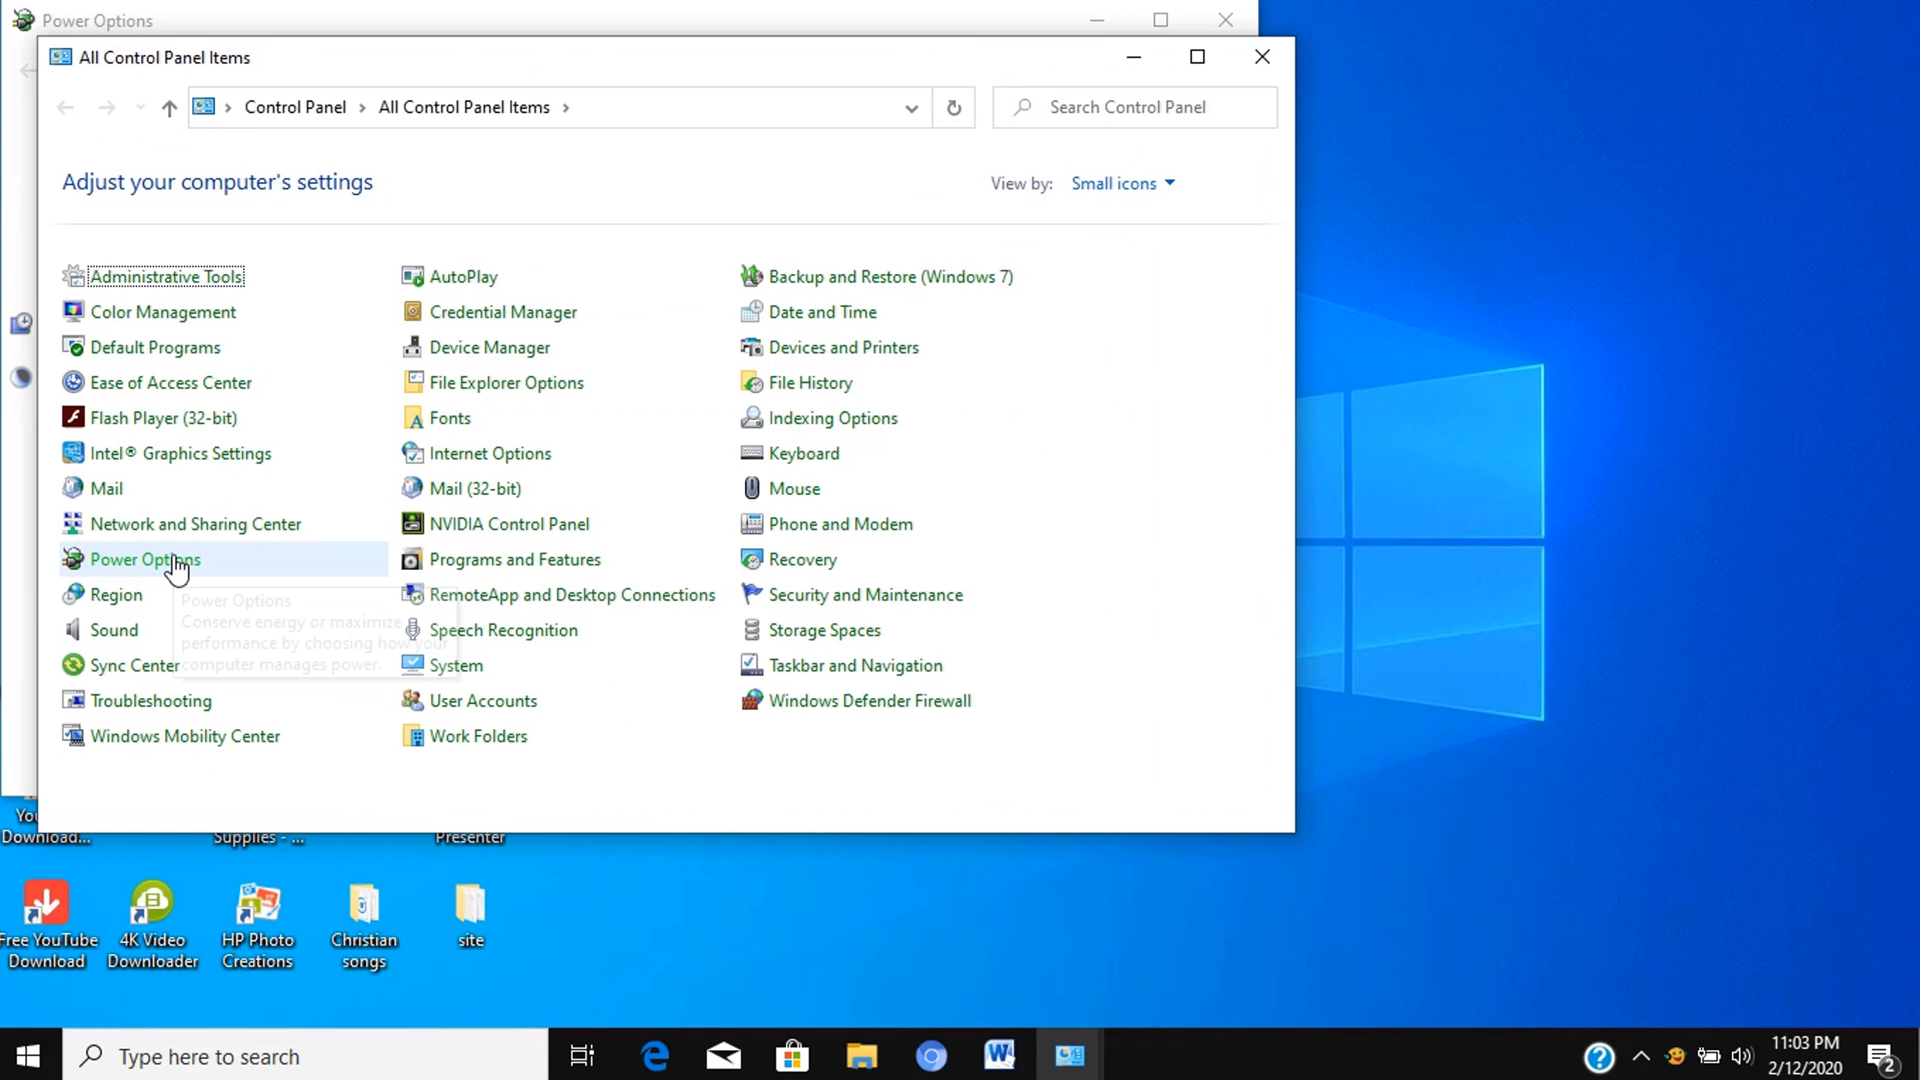 Power Options
All Control Panel Items
Control Panel
All Control Panel Items
Search Control Panel
Adjust your computer's settings
View by: Small icons
Administrative Tools
AutoPlay
Backup and Restore (Windows 7)
Color Management
Credential Manager
Date and Time
Default Programs
Device Manager
Devices and Printers
Ease of Access Center
File Explorer Options
File History
Flash Player (32-bit)
Fonts
Indexing Options
Intel® Graphics Settings
Internet Options
Keyboard
Mail
Mail (32-bit)
Mouse
Network and Sharing Center
NVIDIA Control Panel
Phone and Modem
Power Options
Programs and Features
Recovery
Region
RemoteApp and Desktop Connections
Security and Maintenance
Sound
Speech Recognition
Storage Spaces
Sync Center
System
Taskbar and Navigation
Troubleshooting
User Accounts
Windows Defender Firewall
Windows Mobility Center
Work Folders
Power Options
Conserve energy or maximize
performance by choosing how your
computer manages power.
Download...
Supplies - ...
Presenter
Free YouTube
Download
4K Video
Downloader
HP Photo
Creations
Christian
songs
site
Type here to search
11:03 PM
2/12/2020
2